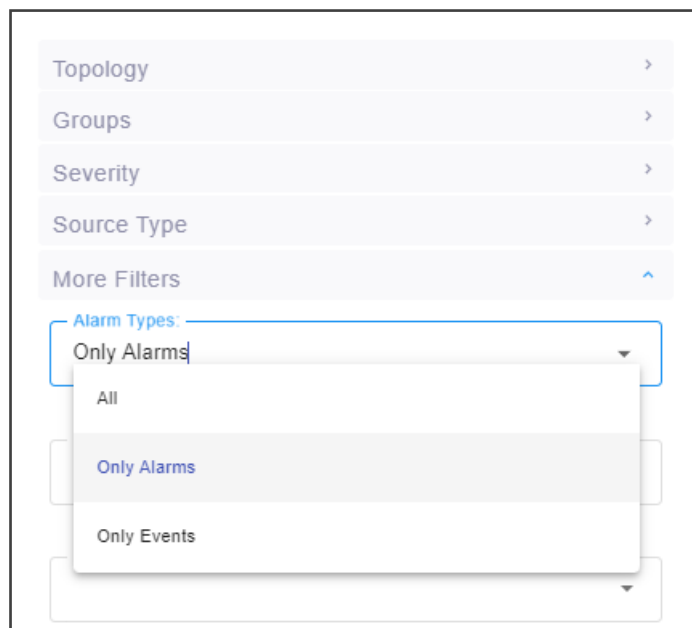 Topology
Groups
Severity
Source Type
More Filters
Alarm Types:
Only Alarms
All
Only Alarms
Only Events